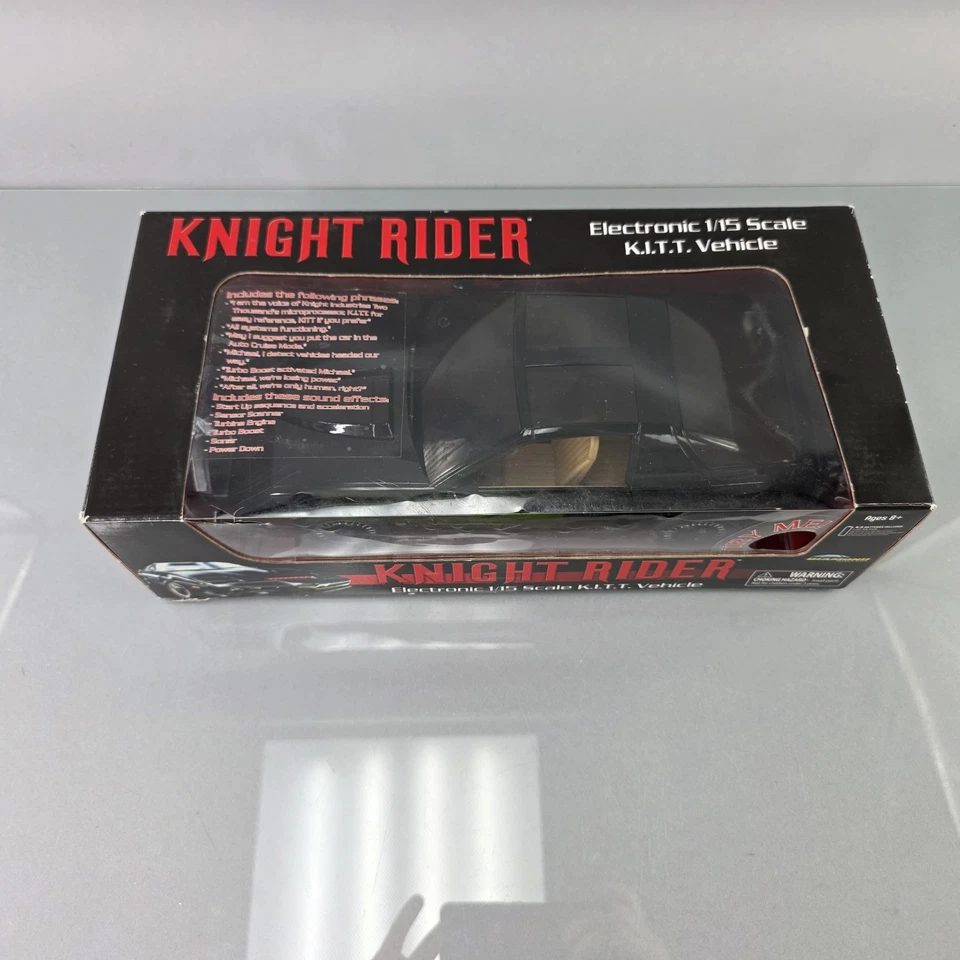 KNIGHT RIDER
Electronic 1/15 Scale
K.I.T.T. Vehicle
Includes the following phrases:
- "I am the voice of Knight Industries Two
Thousand's microprocessor, K.I.T.T. for
easy reference, KITT if you prefer"
- "All systems functioning."
- "May I suggest you put the car in the
Auto Cruise Mode."
- "Michael, I detect vehicles headed our
way."
- "Turbo Boost activated Michael."
- "Michael, we're losing power."
- "After all, we're only human, right?"
Includes these sound effects:
- Start Up sequence and acceleration
- Sensor Scanner
- Turbine Engine
- Turbo Boost
- Sonar
- Power Down
ME
Ages 8+
KNIGHT RIDER
Electronic 1/15 Scale K.I.T.T. Vehicle
WARNING:
CHOKING HAZARD-